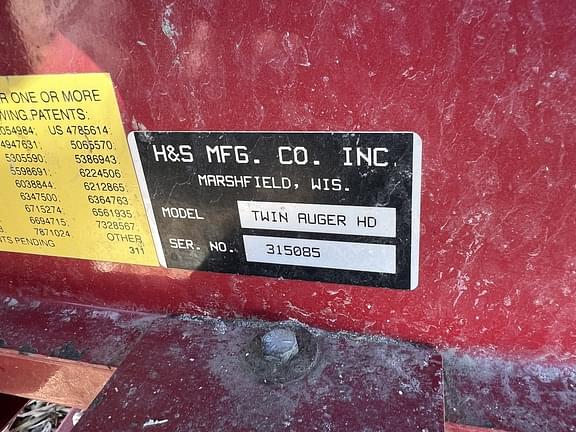 R ONE OR MORE
WING PATENTS:
054984; US 4785614;
4947631; 5065570;
5305590; 5386943;
5598691; 6224506;
6038844; 6212865;
6347500; 6364763;
6715274; 6561935;
6694715; 7328567;
7871024 OTHER
NTS PENDING 311
H&S MFG. CO. INC.
MARSHFIELD, WIS.
MODEL TWIN AUGER HD
SER. NO. 315085